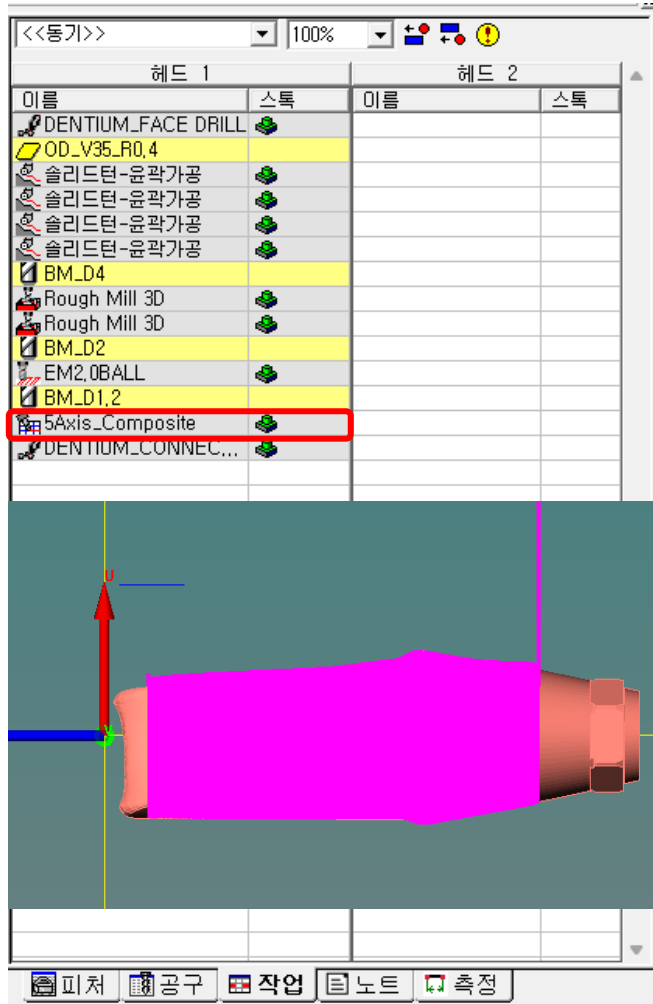 <<동기>> 100%
헤드 1 헤드 2
이름 스톡 이름 스톡
DENTIUM_FACE DRILL
OD_V35_R0,4
솔리드턴-윤곽가공
솔리드턴-윤곽가공
솔리드턴-윤곽가공
솔리드턴-윤곽가공
BM_D4
Rough Mill 3D
Rough Mill 3D
BM_D2
EM2,0BALL
BM_D1,2
5Axis_Composite
DENTIUM_CONNEC,,,
U
V
피처 공구 작업 노트 측정